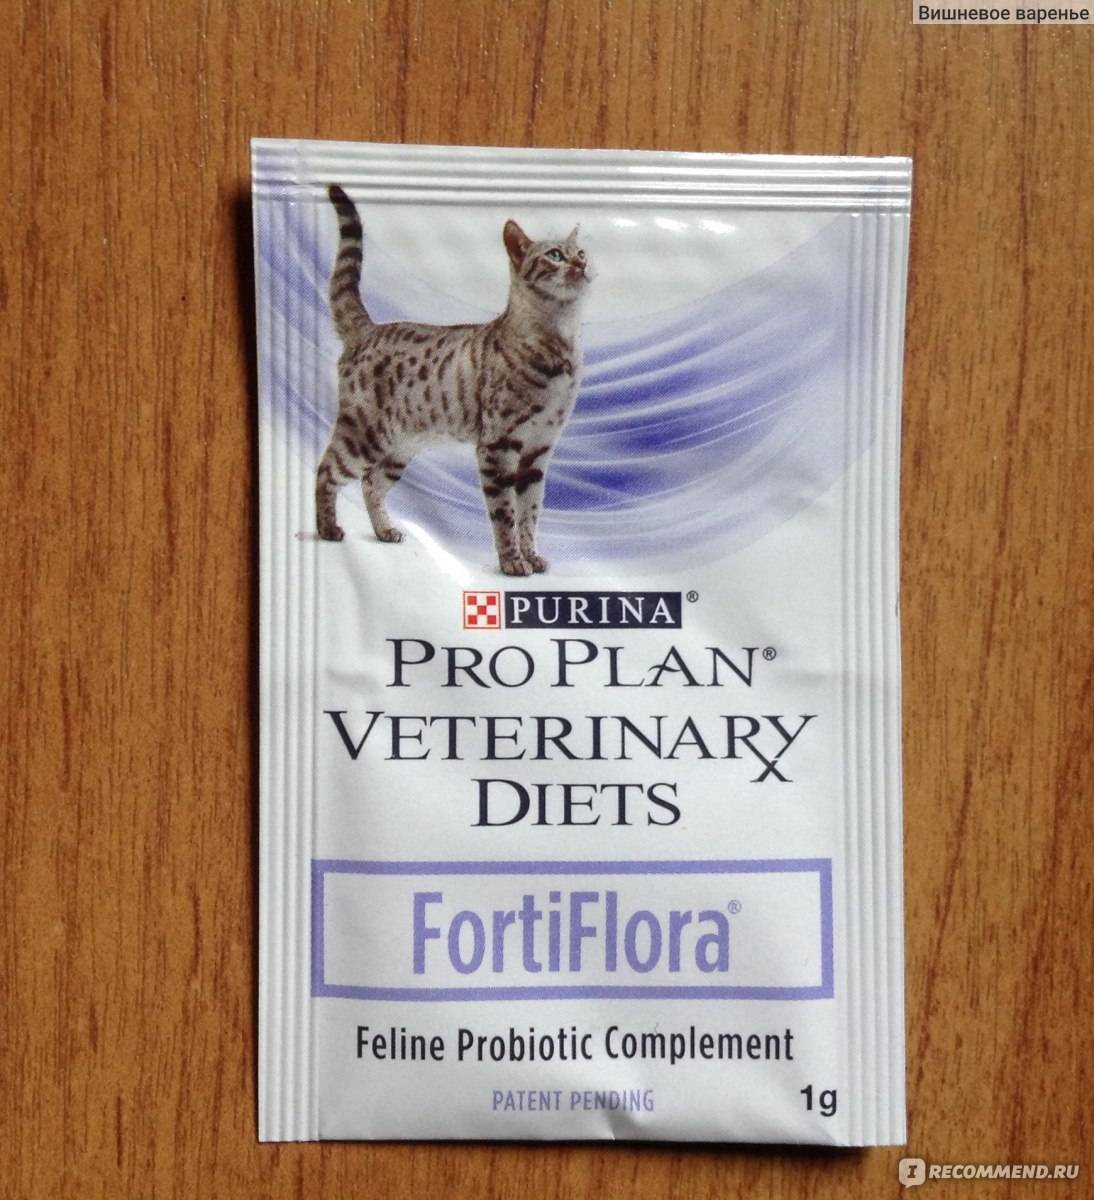 Вишневое варенье
PURINA®
PRO PLAN®
VETERINARY
DIETS
FortiFlora®
Feline Probiotic Complement
PATENT PENDING
1g
I RECOMMEND.RU